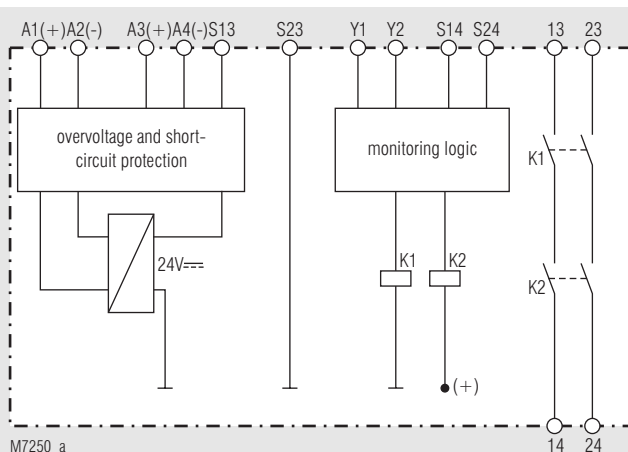 A1(+) A2(-) A3(+) A4(-) S13 S23 Y1 Y2 S14 S24 13 23
overvoltage and short-
circuit protection
monitoring logic
K1
24V
K1 K2
K2
(+)
M7250_a
14 24